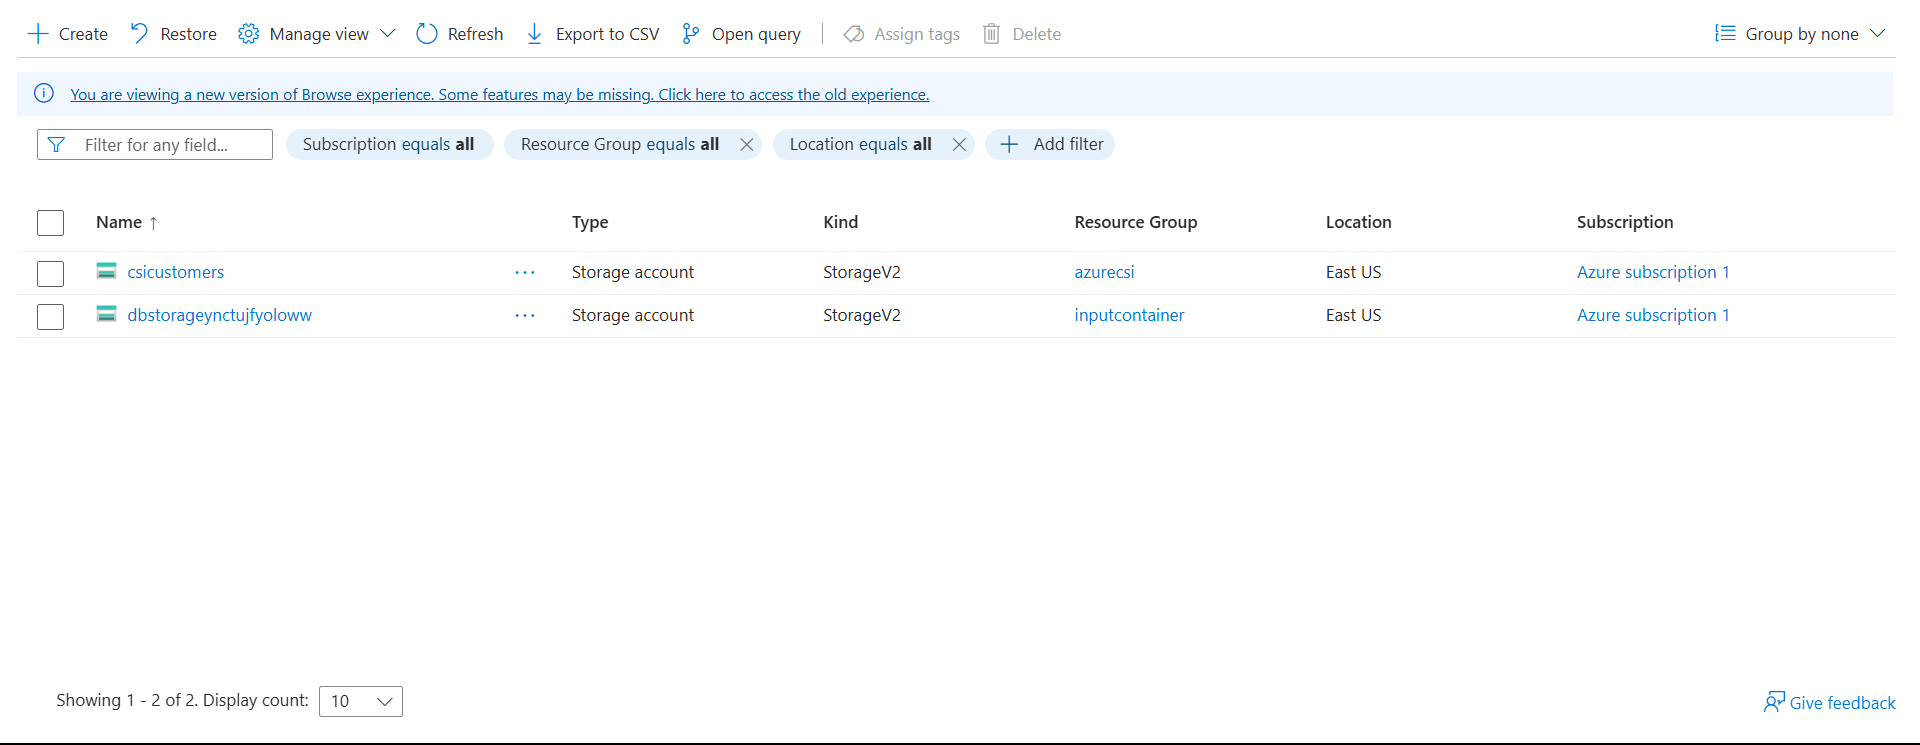 Create Restore Manage view Refresh Export to CSV Open query Assign tags Delete Group by none
You are viewing a new version of Browse experience. Some features may be missing. Click here to access the old experience.
Filter for any field... Subscription equals all Resource Group equals all Location equals all Add filter
Name ↑ Type Kind Resource Group Location Subscription
csicustomers ... Storage account StorageV2 azurecsi East US Azure subscription 1
dbstorageynctujfyoloww ... Storage account StorageV2 inputcontainer East US Azure subscription 1
Showing 1 - 2 of 2. Display count: 10 Give feedback